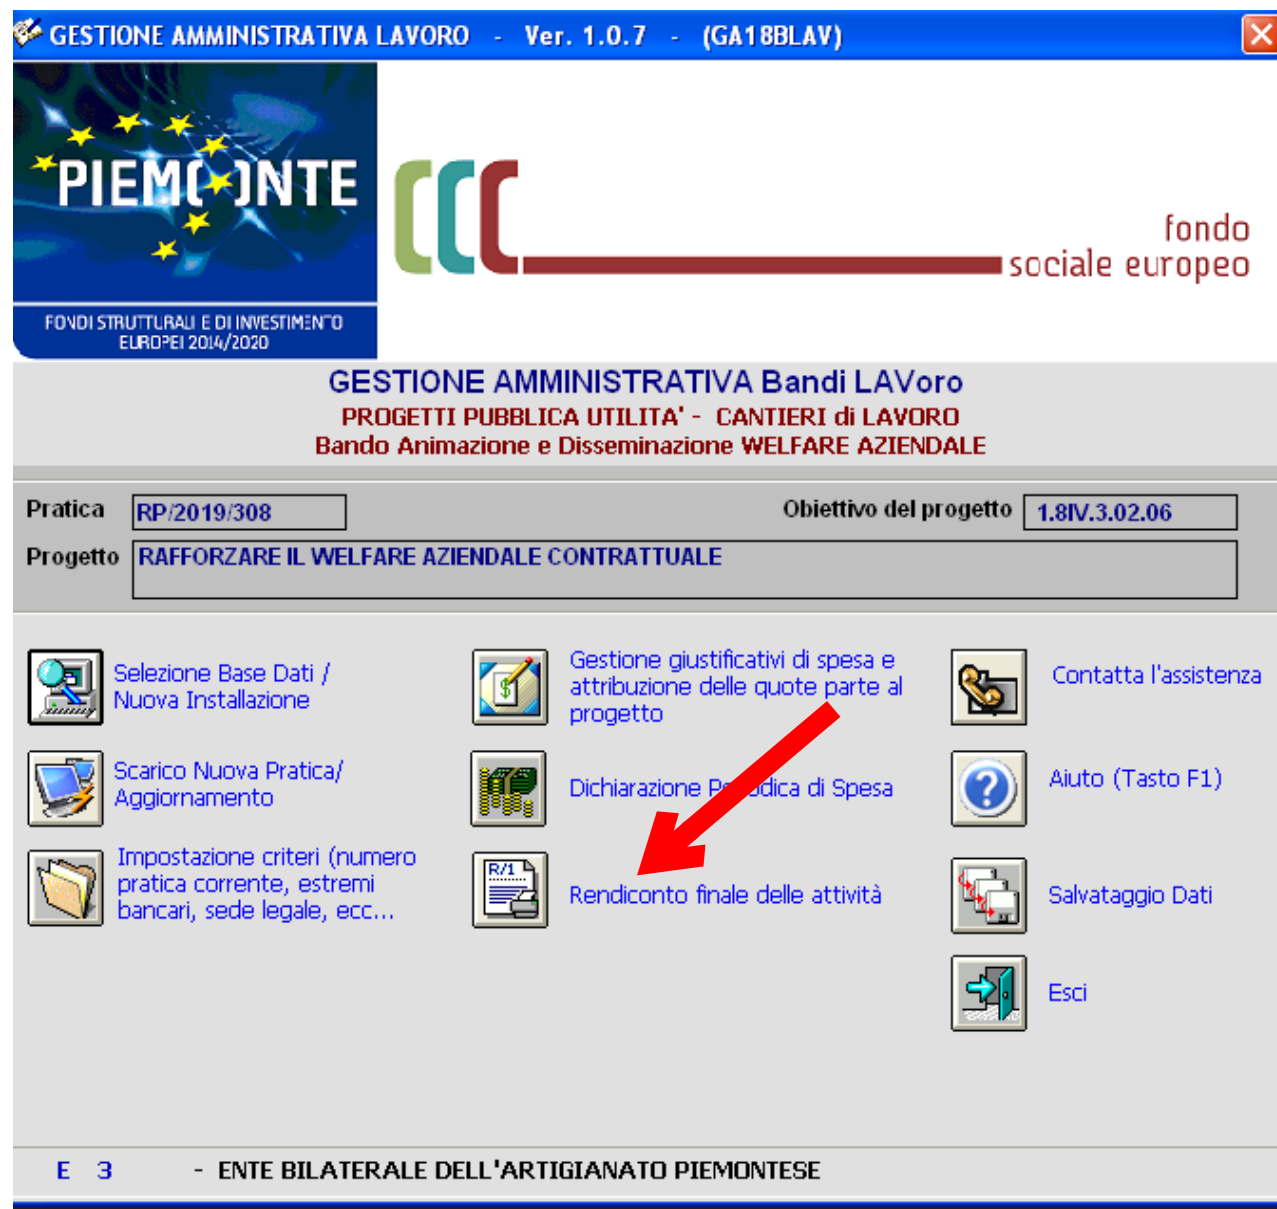 GESTIONE AMMINISTRATIVA LAVORO - Ver. 1.0.7 - (GA18BLAV)
PIEMONTE
FONDI STRUTTURALI E DI INVESTIMENTO
EUROPEI 2014/2020
fondo
sociale europeo
GESTIONE AMMINISTRATIVA Bandi LAVoro
PROGETTI PUBBLICA UTILITA' - CANTIERI di LAVORO
Bando Animazione e Disseminazione WELFARE AZIENDALE
Pratica RP/2019/308 Obiettivo del progetto 1.8IV.3.02.06
Progetto RAFFORZARE IL WELFARE AZIENDALE CONTRATTUALE
Selezione Base Dati /
Nuova Installazione
Scarico Nuova Pratica/
Aggiornamento
Impostazione criteri (numero
pratica corrente, estremi
bancari, sede legale, ecc...
Gestione giustificativi di spesa e
attribuzione delle quote parte al
progetto
Dichiarazione Periodica di Spesa
R/1
Rendiconto finale delle attività
Contatta l'assistenza
Aiuto (Tasto F1)
Salvataggio Dati
Esci
E 3 - ENTE BILATERALE DELL'ARTIGIANATO PIEMONTESE